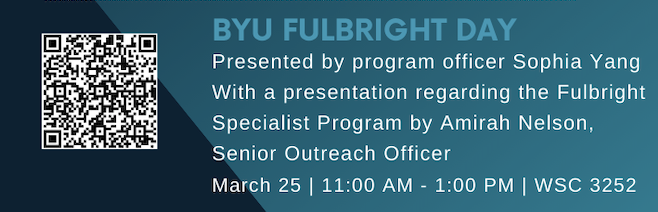 BYU FULBRIGHT DAY
Presented by program officer Sophia Yang
With a presentation regarding the Fulbright
Specialist Program by Amirah Nelson,
Senior Outreach Officer
March 25 | 11:00 AM - 1:00 PM | WSC 3252